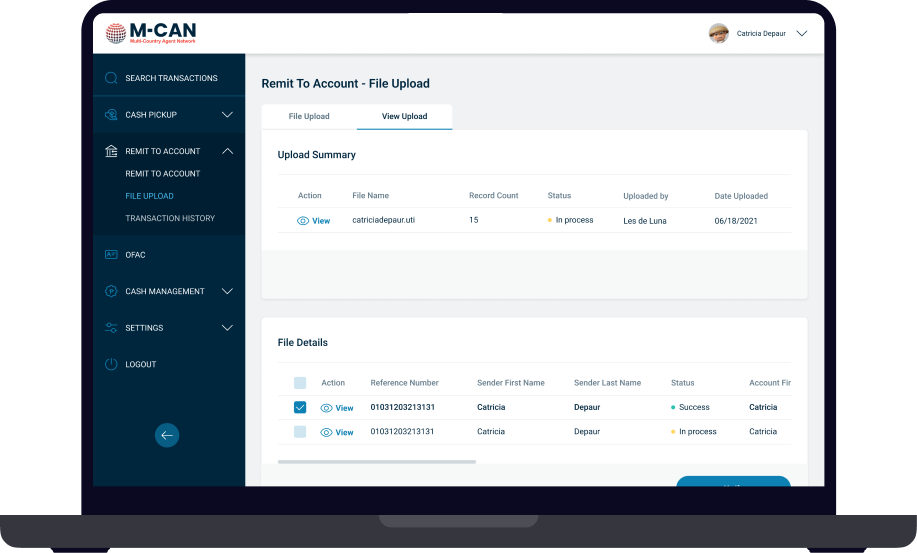 M-CAN
Multi-Country Agent Network
Catricia Depaur
SEARCH TRANSACTIONS
CASH PICKUP
REMIT TO ACCOUNT
REMIT TO ACCOUNT
FILE UPLOAD
TRANSACTION HISTORY
OFAC
CASH MANAGEMENT
SETTINGS
LOGOUT
Remit To Account - File Upload
File Upload View Upload
Upload Summary
Action File Name Record Count Status Uploaded by Date Uploaded
View catriciadepaur.uti 15 In process Les de Luna 06/18/2021
File Details
Action Reference Number Sender First Name Sender Last Name Status Account Fir
View 01031203213131 Catricia Depaur Success Catricia
View 01031203213131 Catricia Depaur In process Catricia